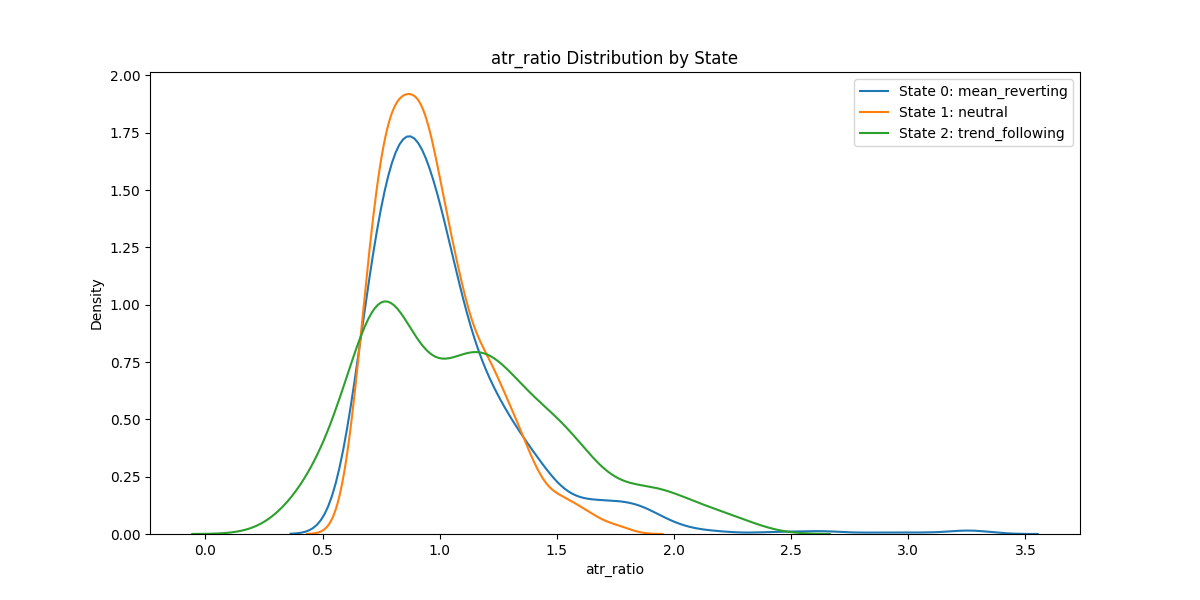 atr_ratio Distribution by State
State 0: mean_reverting
State 1: neutral
State 2: trend_following
Density
2.00
1.75
1.50
1.25
1.00
0.75
0.50
0.25
0.00
0.0 0.5 1.0 1.5 2.0 2.5 3.0 3.5
atr_ratio